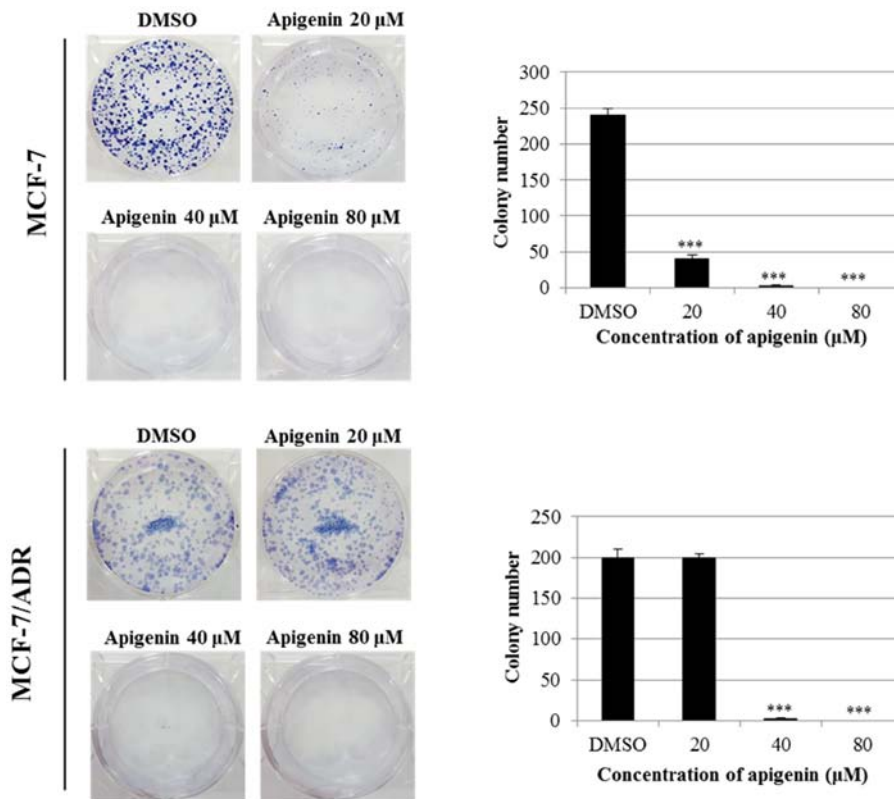 MCF-7
DMSO
Apigenin 20 μM
Apigenin 40 μM
Apigenin 80 μM
300
250
200
150
100
50
0
Colony number
***
***
***
DMSO
20
40
80
Concentration of apigenin (μM)
MCF-7/ADR
DMSO
Apigenin 20 μM
Apigenin 40 μM
Apigenin 80 μM
250
200
150
100
50
0
Colony number
***
***
DMSO
20
40
80
Concentration of apigenin (μM)